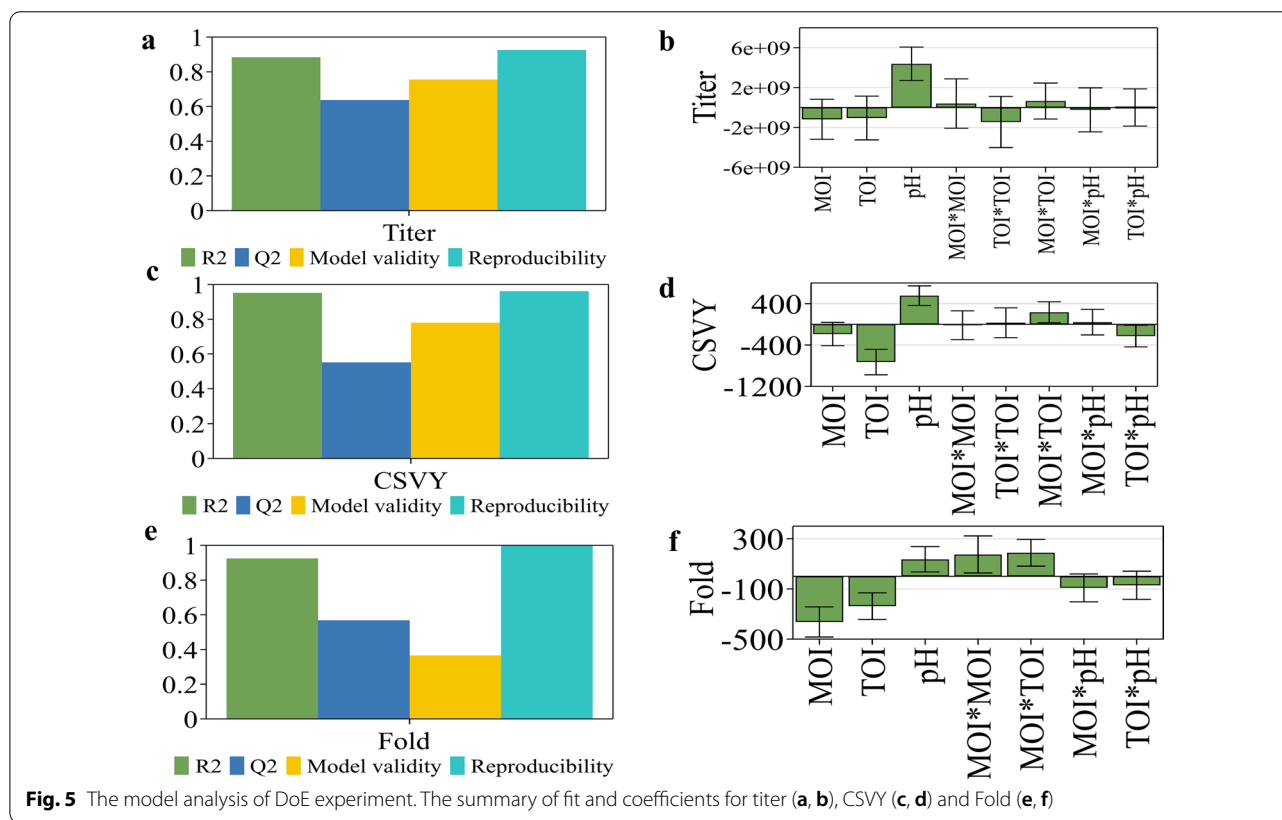 a
1
0.8
0.6
0.4
0.2
0
Titer
R2 Q2 Model validity Reproducibility
b
Titer
6e+09
2e+09
-2e+09
-6e+09
MOI
TOI
pH
MOI*MOI
TOI*TOI
MOI*TOI
MOI*pH
TOI*pH
c
1
0.8
0.6
0.4
0.2
0
CSVY
R2 Q2 Model validity Reproducibility
d
CSVY
400
-400
-1200
MOI
TOI
pH
MOI*MOI
TOI*TOI
MOI*TOI
MOI*pH
TOI*pH
e
1
0.8
0.6
0.4
0.2
0
Fold
R2 Q2 Model validity Reproducibility
f
Fold
300
-100
-500
MOI
TOI
pH
MOI*MOI
MOI*TOI
MOI*pH
TOI*pH
Fig. 5 The model analysis of DoE experiment. The summary of fit and coefficients for titer (a, b), CSVY (c, d) and Fold (e, f)